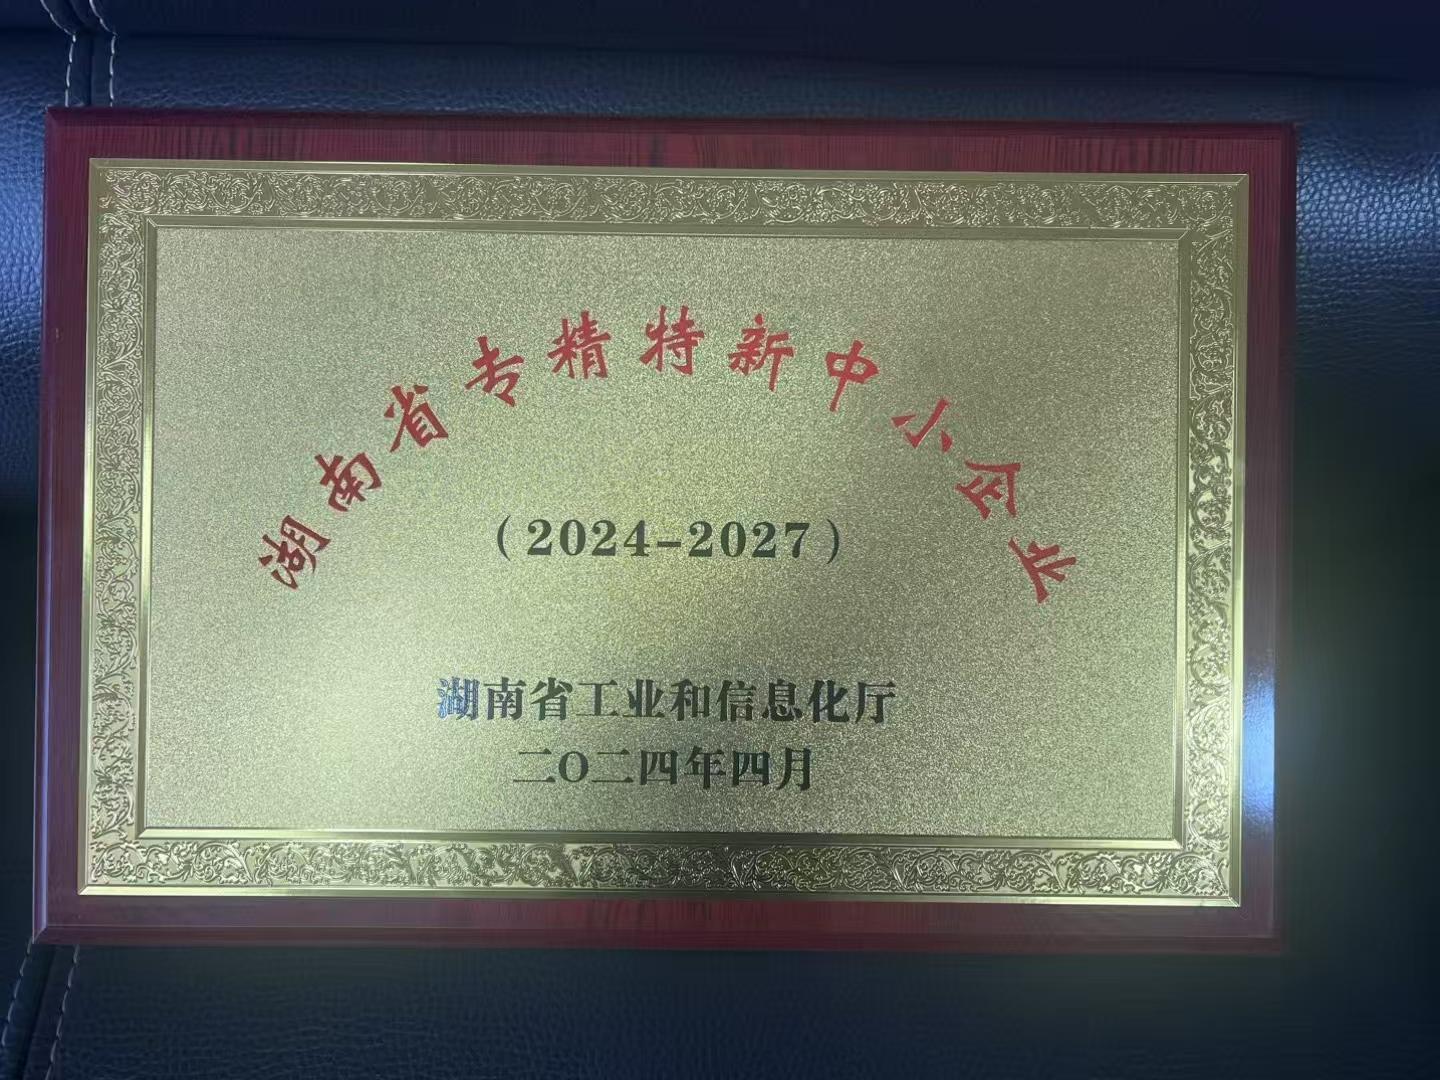 湖南省专精特新中小企业
（2024-2027）
湖南省工业和信息化厅
二〇二四年四月